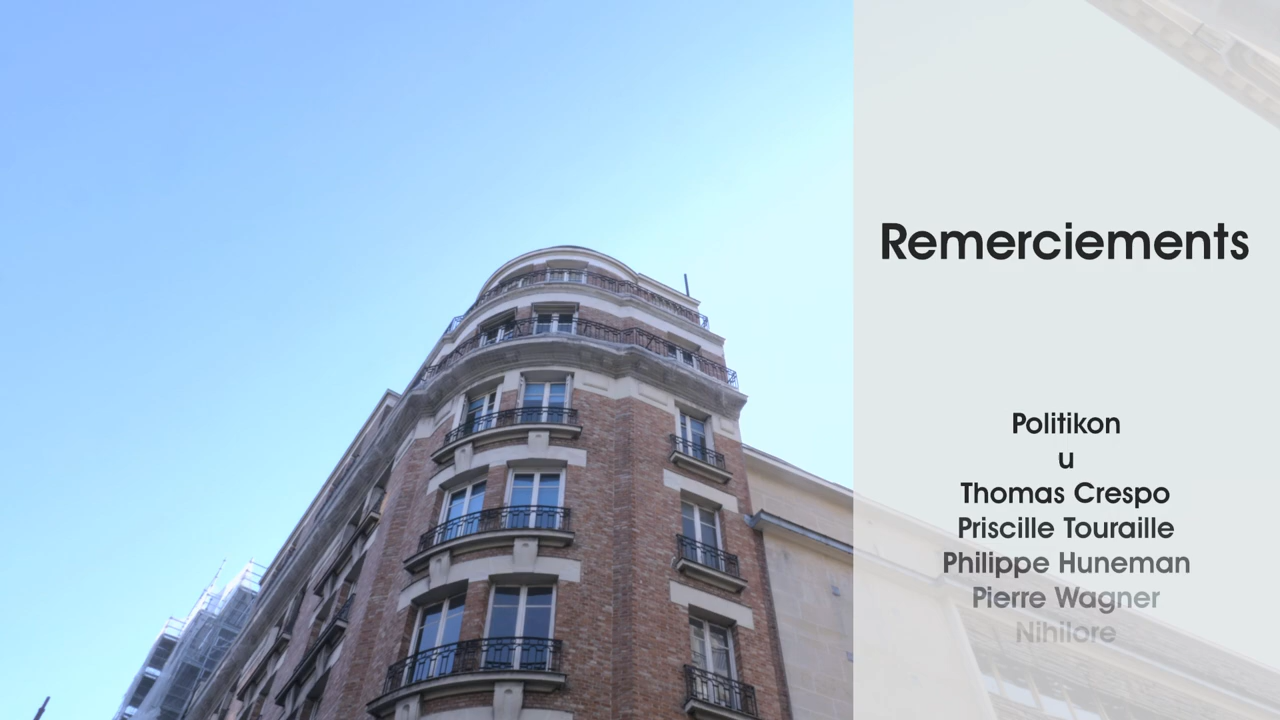 Remerciements
Politikon
u
Thomas Crespo
Priscille Touraille
Philippe Huneman
Pierre Wagner
Nihilore